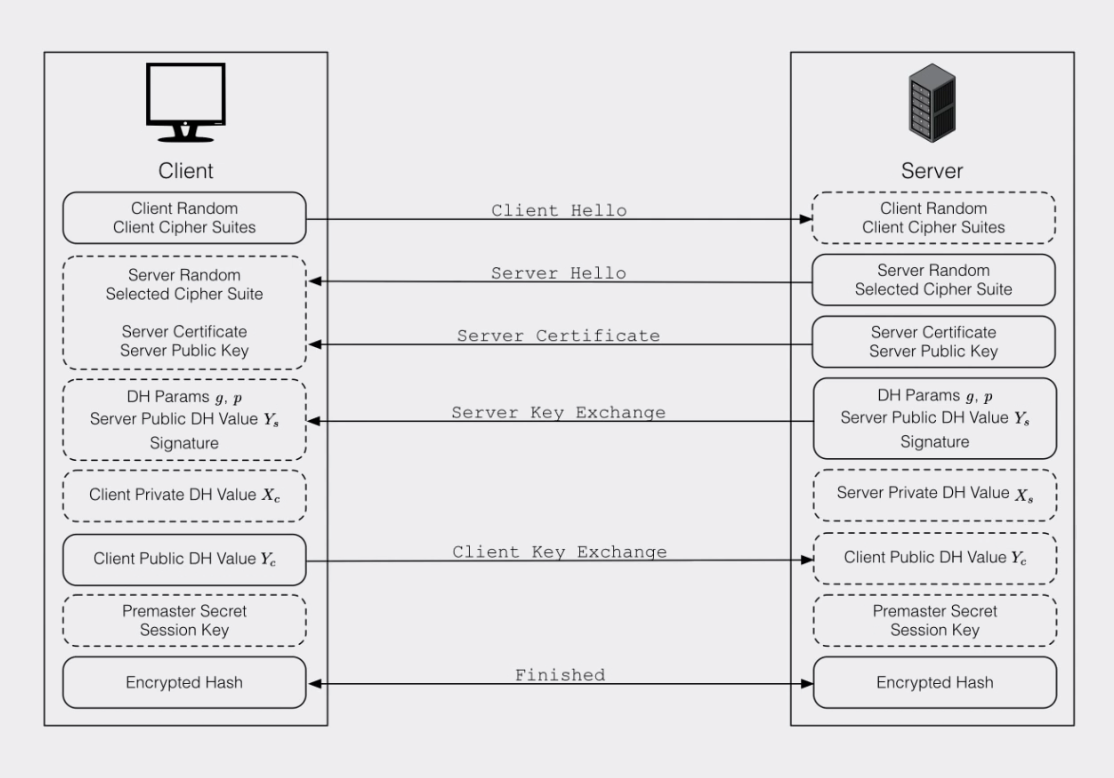 Client
Server
Client Random
Client Cipher Suites
Client Hello
Client Random
Client Cipher Suites
Server Random
Selected Cipher Suite
Server Hello
Server Random
Selected Cipher Suite
Server Certificate
Server Public Key
Server Certificate
Server Certificate
Server Public Key
DH Params g, p
Server Public DH Value Yₛ
Signature
Server Key Exchange
DH Params g, p
Server Public DH Value Yₛ
Signature
Client Private DH Value X꜀
Server Private DH Value Xₛ
Client Public DH Value Y꜀
Client Key Exchange
Client Public DH Value Y꜀
Premaster Secret
Session Key
Premaster Secret
Session Key
Encrypted Hash
Finished
Encrypted Hash